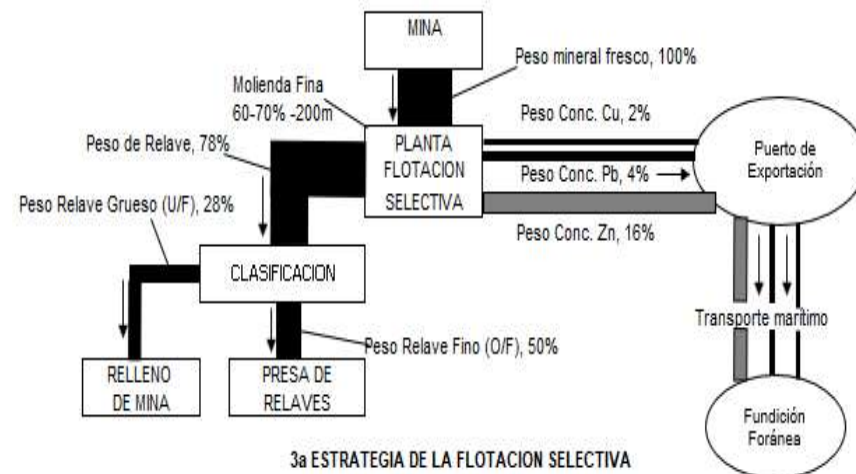 MINA
Peso mineral fresco, 100%
Molienda Fina
60-70% -200m
Peso Conc. Cu, 2%
Peso de Relave, 78%
PLANTA
FLOTACION
SELECTIVA
Puerto de
Exportación
Peso Conc. Pb, 4%
Peso Relave Grueso (U/F), 28%
Peso Conc. Zn, 16%
CLASIFICACION
Transporte marítimo
Peso Relave Fino (O/F), 50%
RELLENO
DE MINA
PRESA DE
RELAVES
Fundición
Foránea
3a ESTRATEGIA DE LA FLOTACION SELECTIVA